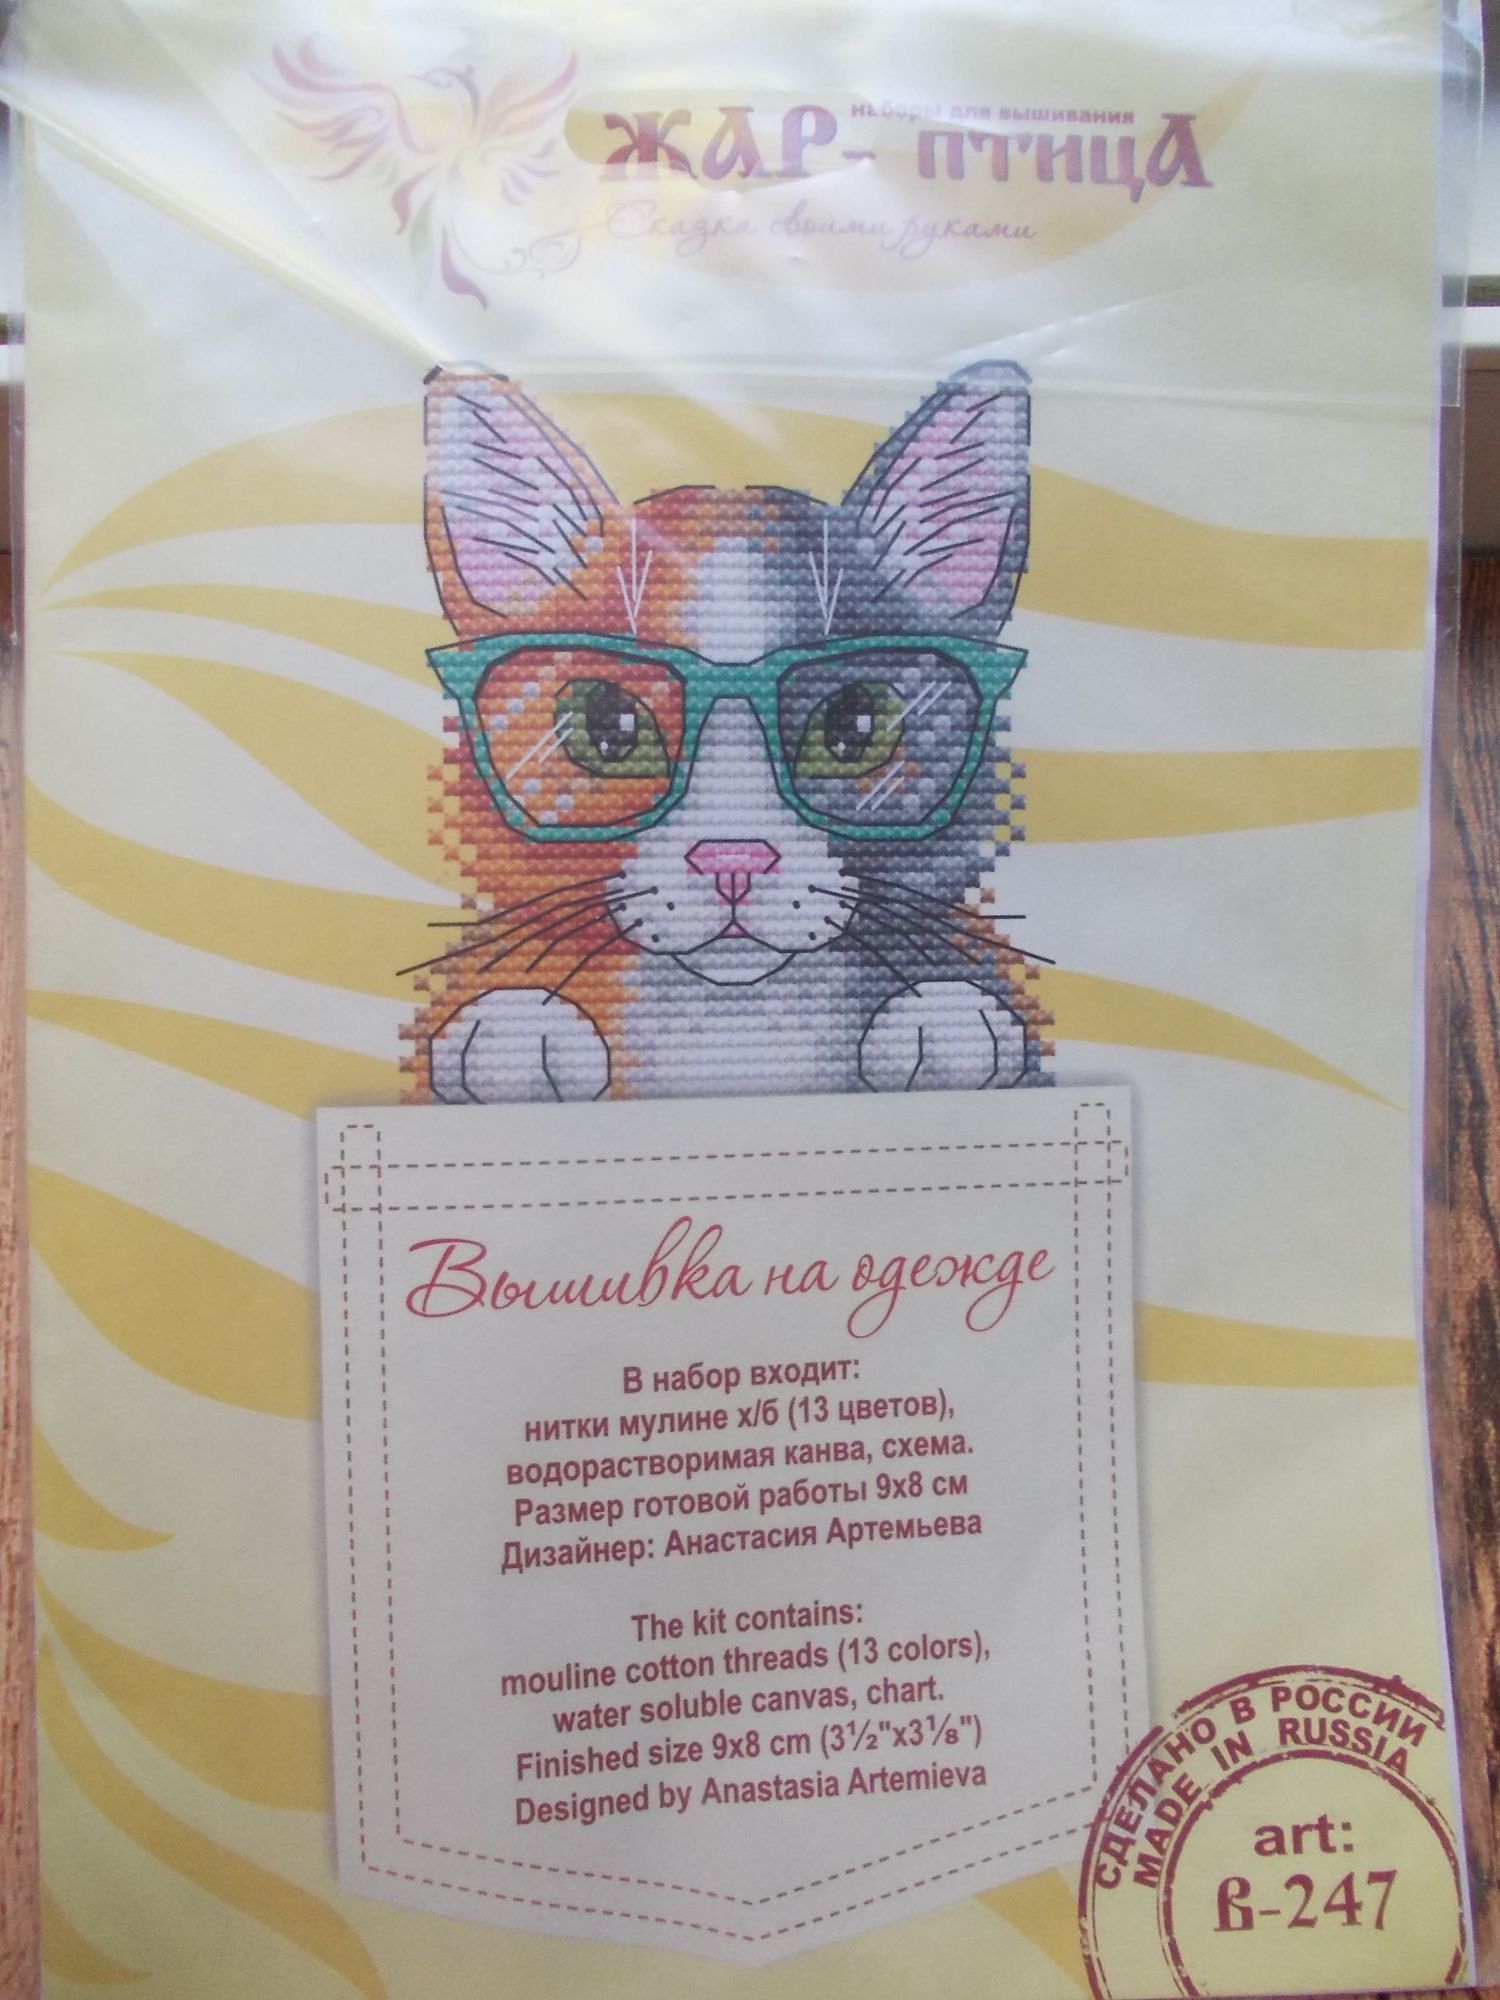 наборы для вышивания
ЖАР-ПТИЦА
Сказка своими руками
Вышивка на одежде
В набор входит:
нитки мулине х/б (13 цветов),
водорастворимая канва, схема.
Размер готовой работы 9х8 см
Дизайнер: Анастасия Артемьева
The kit contains:
mouline cotton threads (13 colors),
water soluble canvas, chart.
Finished size 9x8 cm (3½"x3⅛")
Designed by Anastasia Artemieva
СДЕЛАНО В РОССИИ
MADE IN RUSSIA
art:
в-247